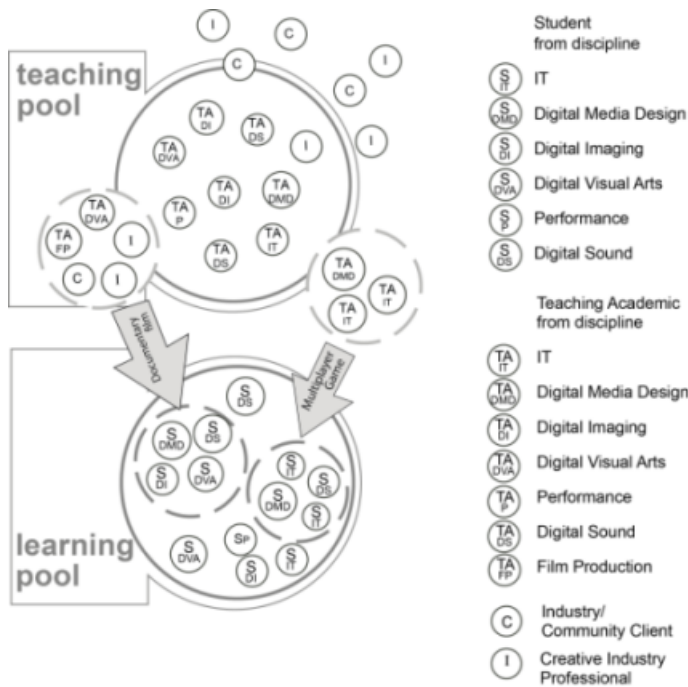 teaching
pool
I
C
C
I
C
I
I
TA
DI
TA
DS
TA
DVA
TA
DI
TA
DMD
TA
P
TA
DS
TA
IT
TA
DVA
TA
FP
I
C
I
TA
DMD
TA
IT
TA
IT
Documentary
film
Multiplayer
Game
learning
pool
S
DS
S
DMD
S
DS
S
DI
S
DVA
S
IT
S
DS
S
DMD
S
IT
S
DVA
SP
S
DI
S
IT
Student
from discipline
S
IT
IT
S
DMD
Digital Media Design
S
DI
Digital Imaging
S
DVA
Digital Visual Arts
S
P
Performance
S
DS
Digital Sound
Teaching Academic
from discipline
TA
IT
IT
TA
DMD
Digital Media Design
TA
DI
Digital Imaging
TA
DVA
Digital Visual Arts
TA
P
Performance
TA
DS
Digital Sound
TA
FP
Film Production
C
Industry/
Community Client
I
Creative Industry
Professional